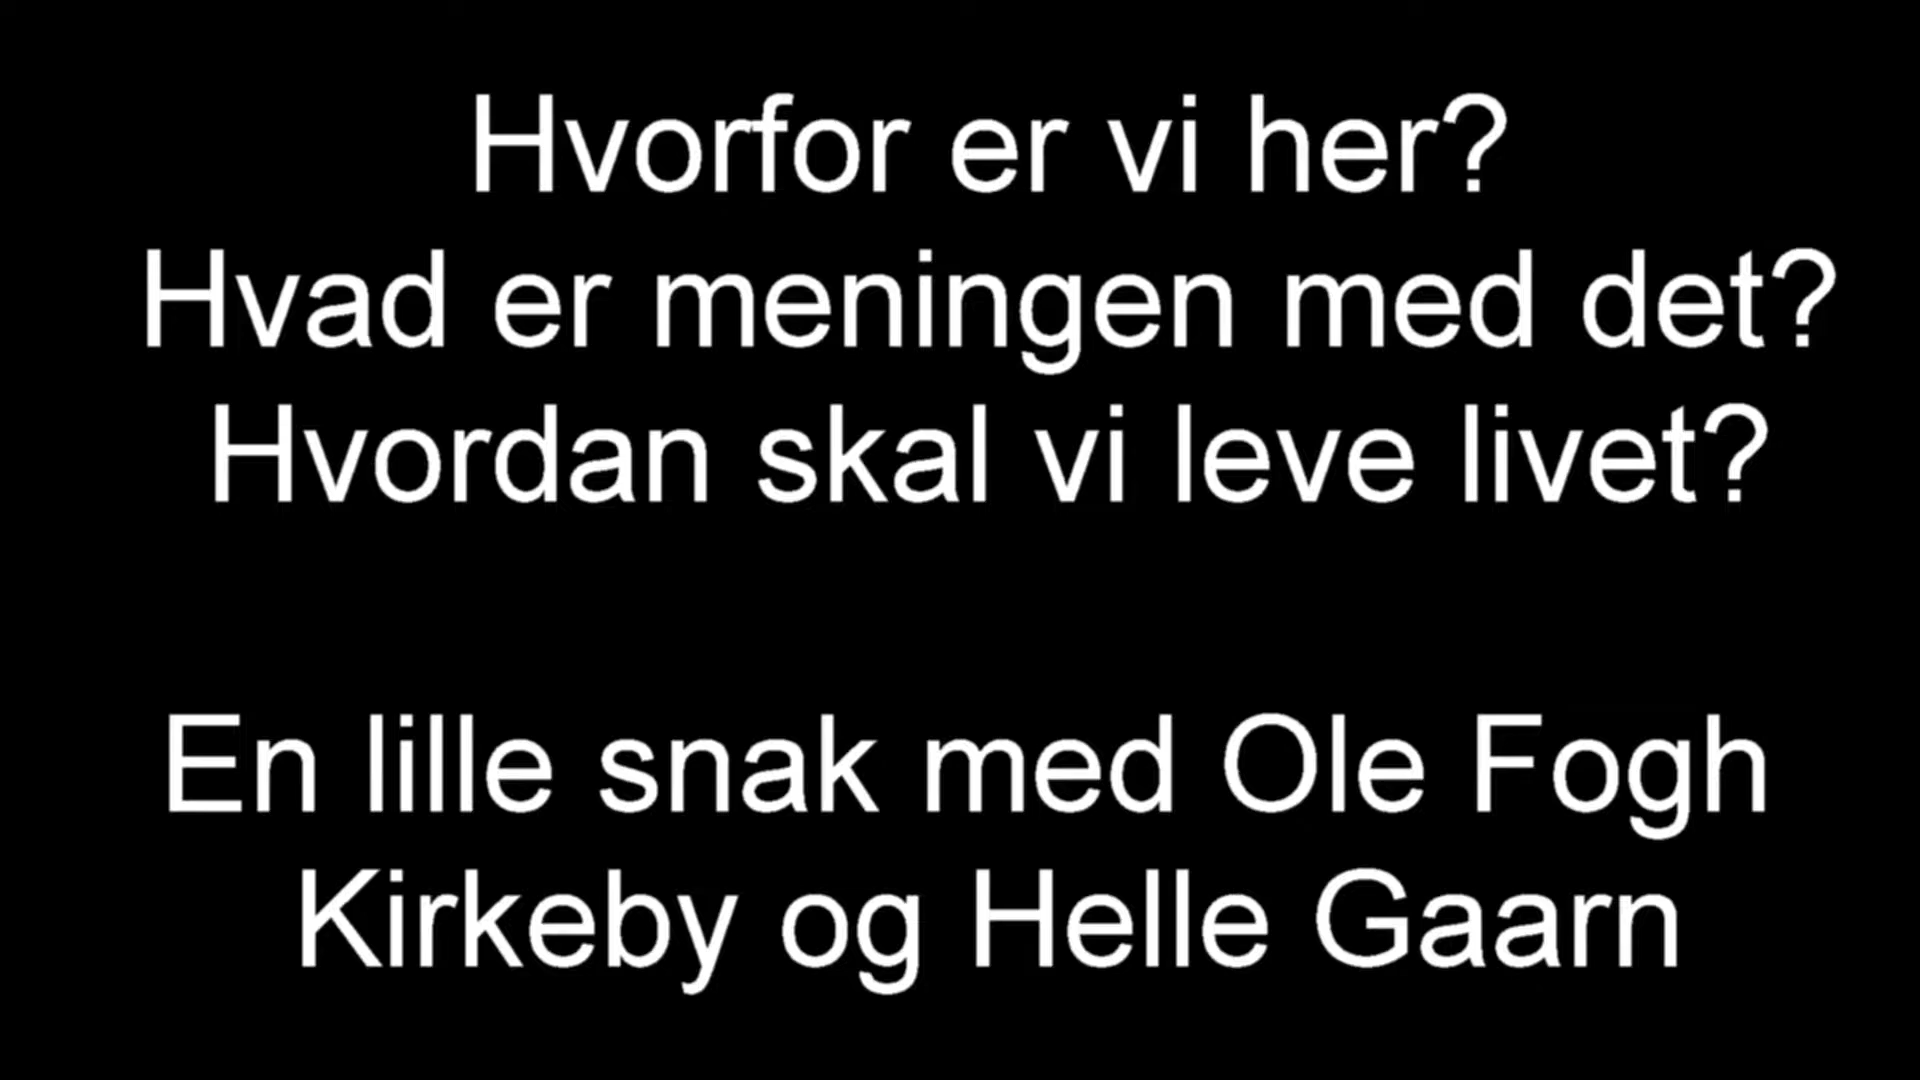 Hvorfor er vi her?
Hvad er meningen med det?
Hvordan skal vi leve livet?
En lille snak med Ole Fogh
Kirkeby og Helle Gaarn